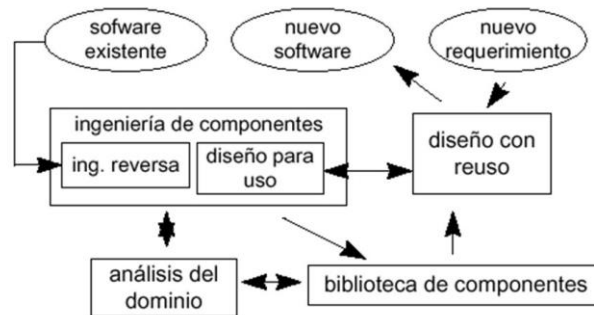 sofware
existente
nuevo
software
nuevo
requerimiento
ingeniería de componentes
ing. reversa
diseño para
uso
diseño con
reuso
análisis del
dominio
biblioteca de componentes